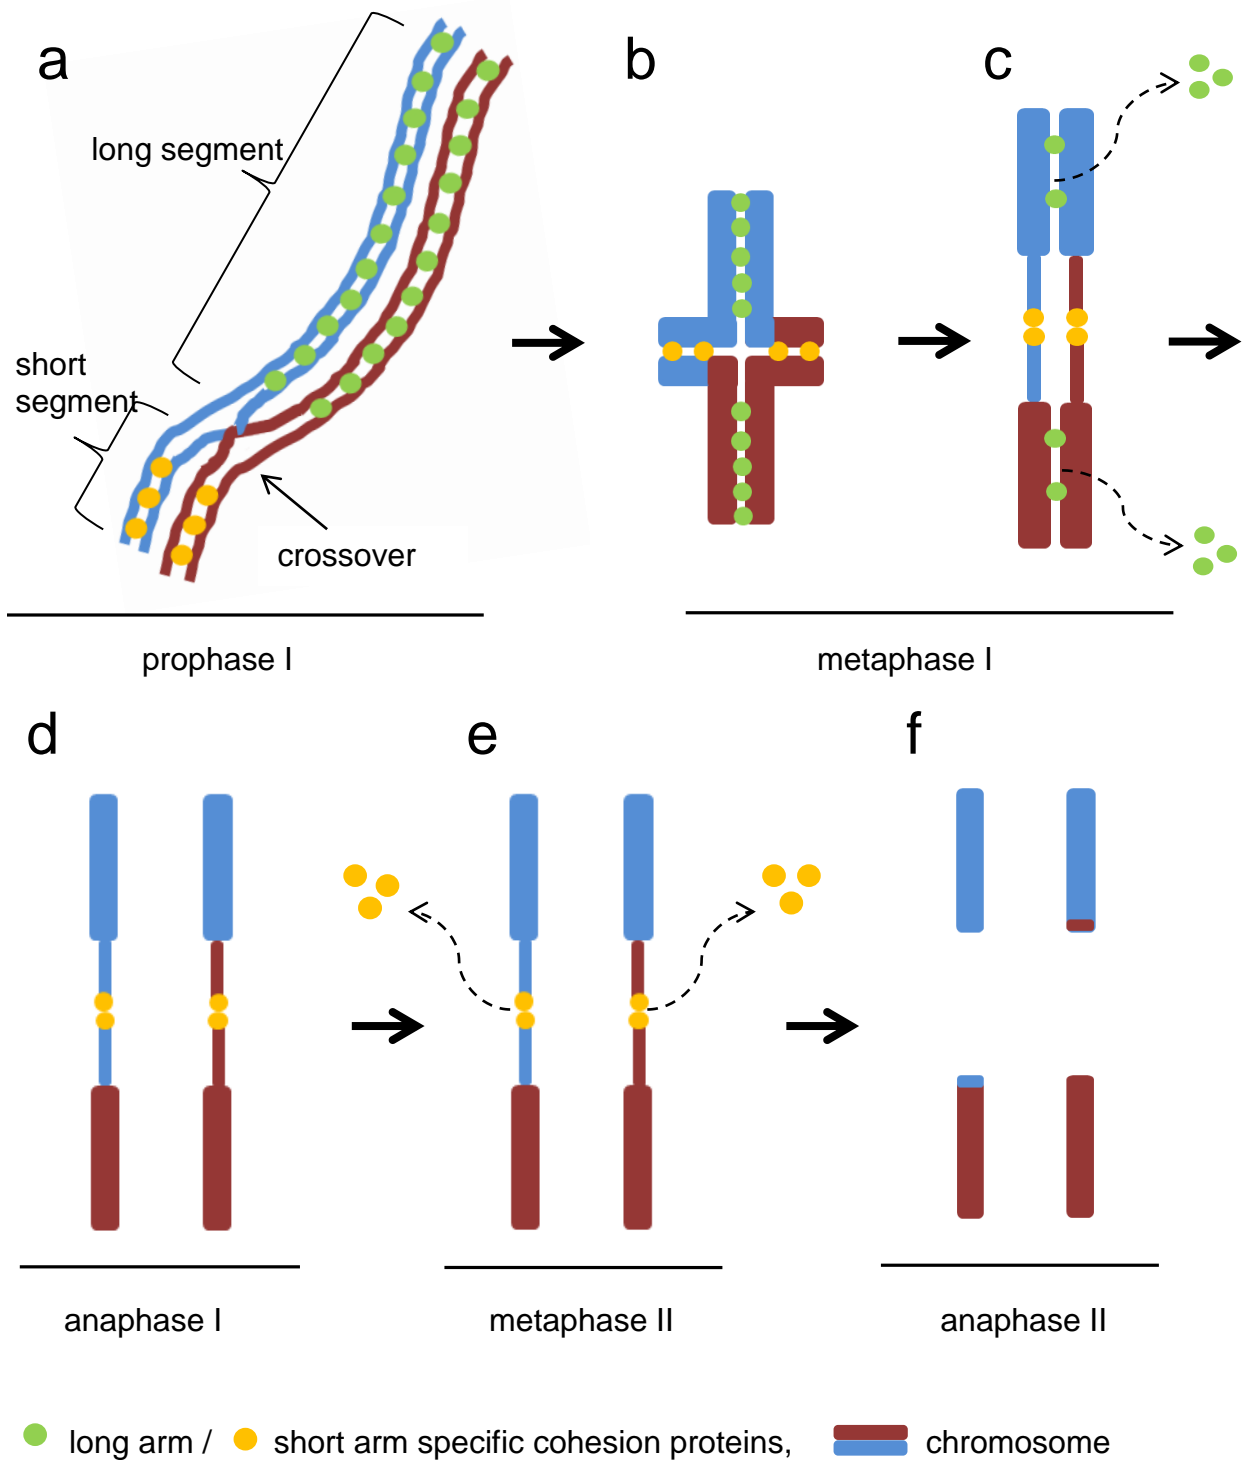 a
b
c
long segment
short
segment
crossover
prophase I
metaphase I
d
e
f
anaphase I
metaphase II
anaphase II
long arm / short arm specific cohesion proteins, chromosome